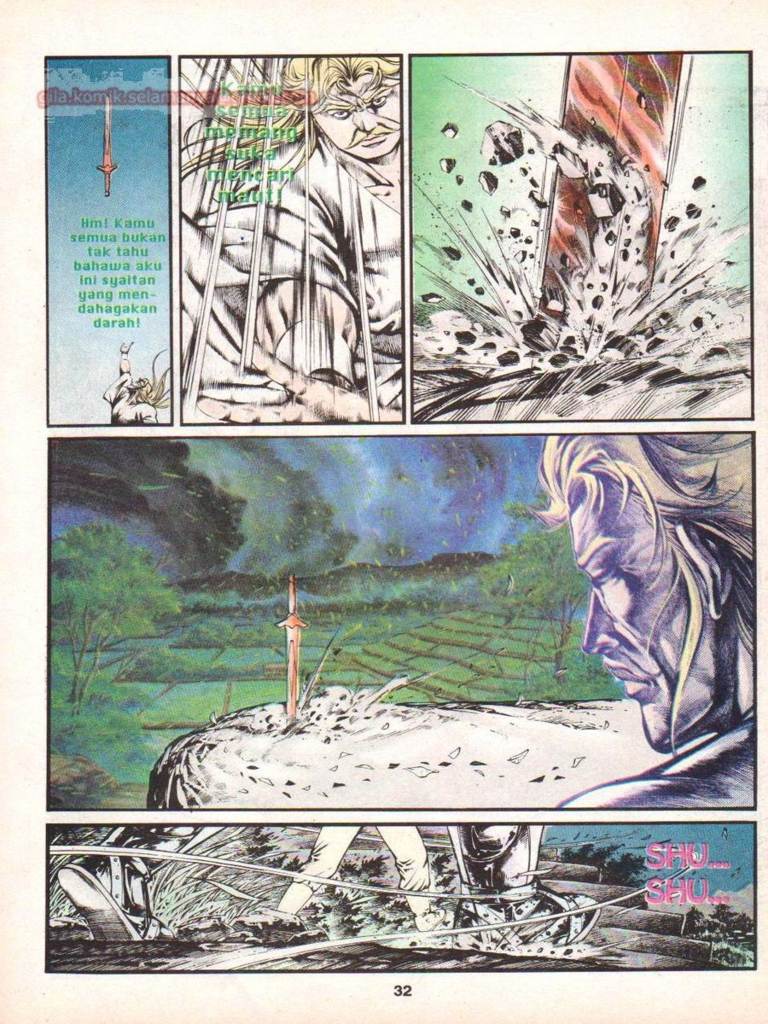 Hm! Kamu
semua bukan
tak tahu
bahawa aku
ini syaitan
yang men-
dahagakan
darah!
Kamu
semua
memang
suka
mencari
maut!
SHU...
SHU...
32